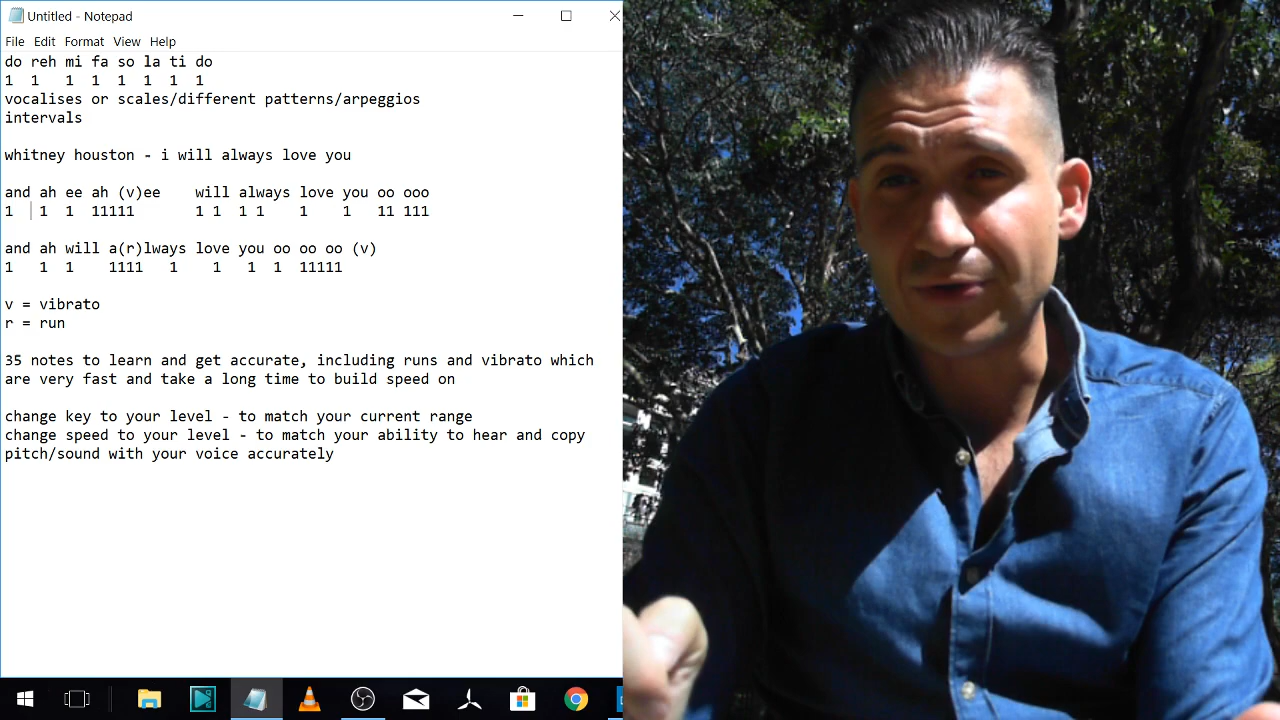 Untitled - Notepad
File Edit Format View Help
do reh mi fa so la ti do
1 1 1 1 1 1 1 1
vocalises or scales/different patterns/arpeggios
intervals
whitney houston - i will always love you
and ah ee ah (v)ee will always love you oo ooo
1 1 1 11111 1 1 1 1 1 1 11 111
and ah will a(r)lways love you oo oo oo (v)
1 1 1 1111 1 1 1 1 11111
v = vibrato
r = run
35 notes to learn and get accurate, including runs and vibrato which
are very fast and take a long time to build speed on
change key to your level - to match your current range
change speed to your level - to match your ability to hear and copy
pitch/sound with your voice accurately